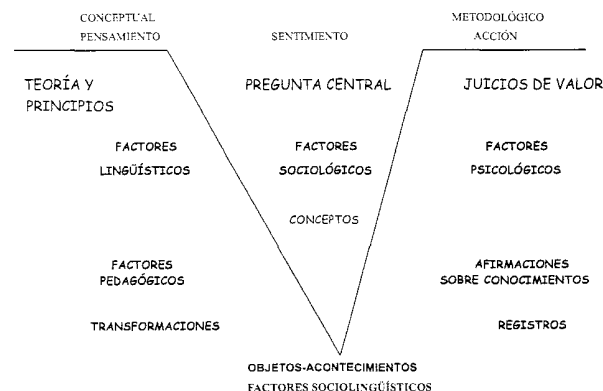 CONCEPTUAL
PENSAMIENTO
SENTIMIENTO
METODOLÓGICO
ACCIÓN
TEORÍA Y
PRINCIPIOS
PREGUNTA CENTRAL
JUICIOS DE VALOR
FACTORES
LINGÜÍSTICOS
FACTORES
SOCIOLÓGICOS
FACTORES
PSICOLÓGICOS
CONCEPTOS
FACTORES
PEDAGÓGICOS
AFIRMACIONES
SOBRE CONOCIMIENTOS
TRANSFORMACIONES
REGISTROS
OBJETOS-ACONTECIMIENTOS
FACTORES SOCIOLINGÜÍSTICOS